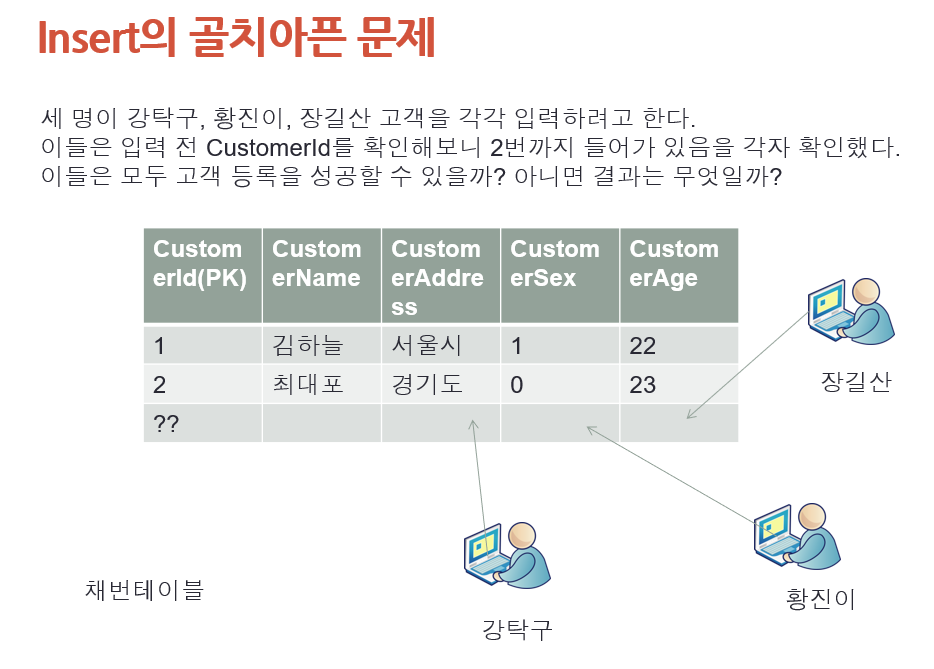 Insert의 골치아픈 문제
세 명이 강탁구, 황진이, 장길산 고객을 각각 입력하려고 한다.
이들은 입력 전 CustomerId를 확인해보니 2번까지 들어가 있음을 각자 확인했다.
이들은 모두 고객 등록을 성공할 수 있을까? 아니면 결과는 무엇일까?
CustomerId(PK) CustomerName CustomerAddress CustomerSex CustomerAge
1 김하늘 서울시 1 22
2 최대포 경기도 0 23
??
장길산
채번테이블
황진이
강탁구